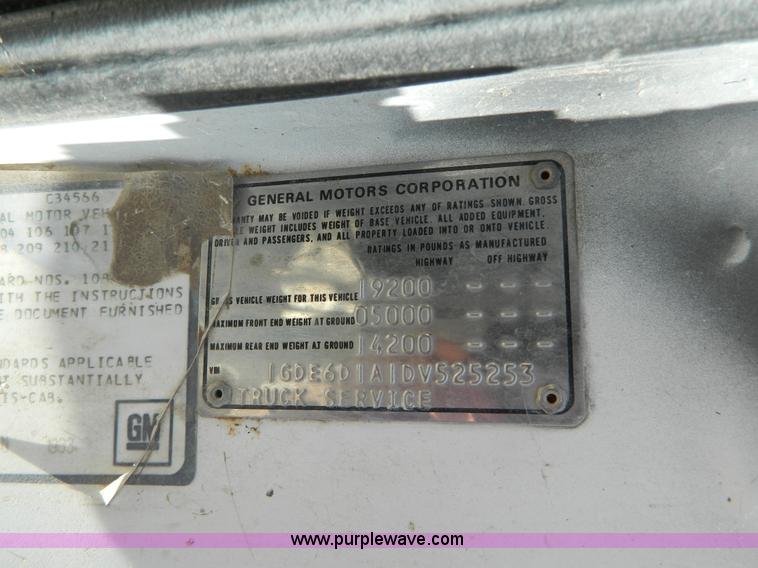 C34566
AL MOTOR VEH
04 106 107 1
8 209 210 21
ARD NOS. 108
ITH THE INSTRUCTIONS
E DOCUMENT FURNISHED
NDARDS APPLICABLE
SUBSTANTIALLY
IS-CAB.
GM
GENERAL MOTORS CORPORATION
RANTY MAY BE VOIDED IF WEIGHT EXCEEDS ANY OF RATINGS SHOWN. GROSS
LE WEIGHT INCLUDES WEIGHT OF BASE VEHICLE, ALL ADDED EQUIPMENT,
DRIVER AND PASSENGERS, AND ALL PROPERTY LOADED INTO OR ONTO VEHICLE.
RATINGS IN POUNDS AS MANUFACTURED
HIGHWAY OFF HIGHWAY
GROSS VEHICLE WEIGHT FOR THIS VEHICLE 19200 - - -
MAXIMUM FRONT END WEIGHT AT GROUND 05000 - - -
MAXIMUM REAR END WEIGHT AT GROUND 14200 - - -
VIN 1GDE6D1A1DV525253
TRUCK SERVICE
www.purplewave.com